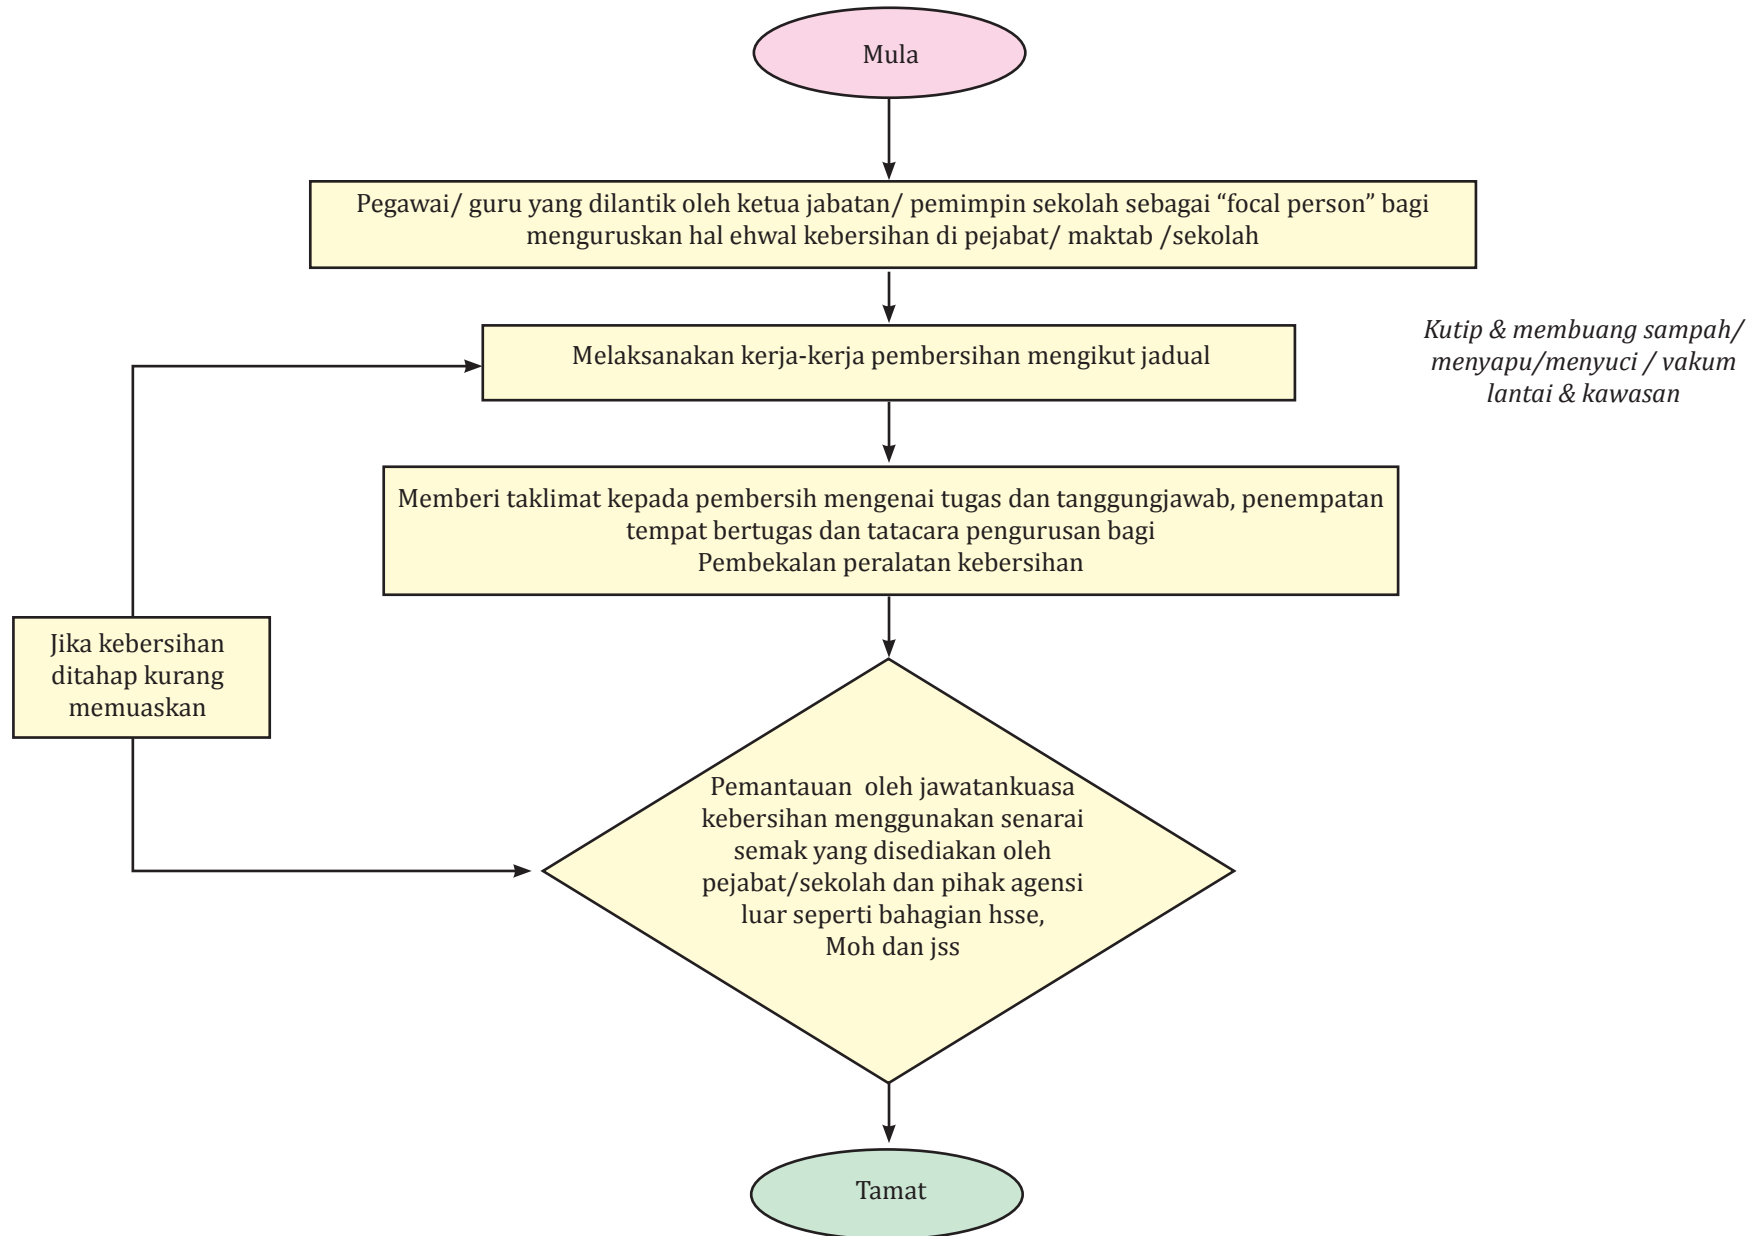 Mula
Pegawai/ guru yang dilantik oleh ketua jabatan/ pemimpin sekolah sebagai “focal person” bagi
menguruskan hal ehwal kebersihan di pejabat/ maktab /sekolah
Melaksanakan kerja-kerja pembersihan mengikut jadual
Kutip & membuang sampah/
menyapu/menyuci / vakum
lantai & kawasan
Memberi taklimat kepada pembersih mengenai tugas dan tanggungjawab, penempatan
tempat bertugas dan tatacara pengurusan bagi
Pembekalan peralatan kebersihan
Jika kebersihan
ditahap kurang
memuaskan
Pemantauan  oleh jawatankuasa
kebersihan menggunakan senarai
semak yang disediakan oleh
pejabat/sekolah dan pihak agensi
luar seperti bahagian hsse,
Moh dan jss
Tamat